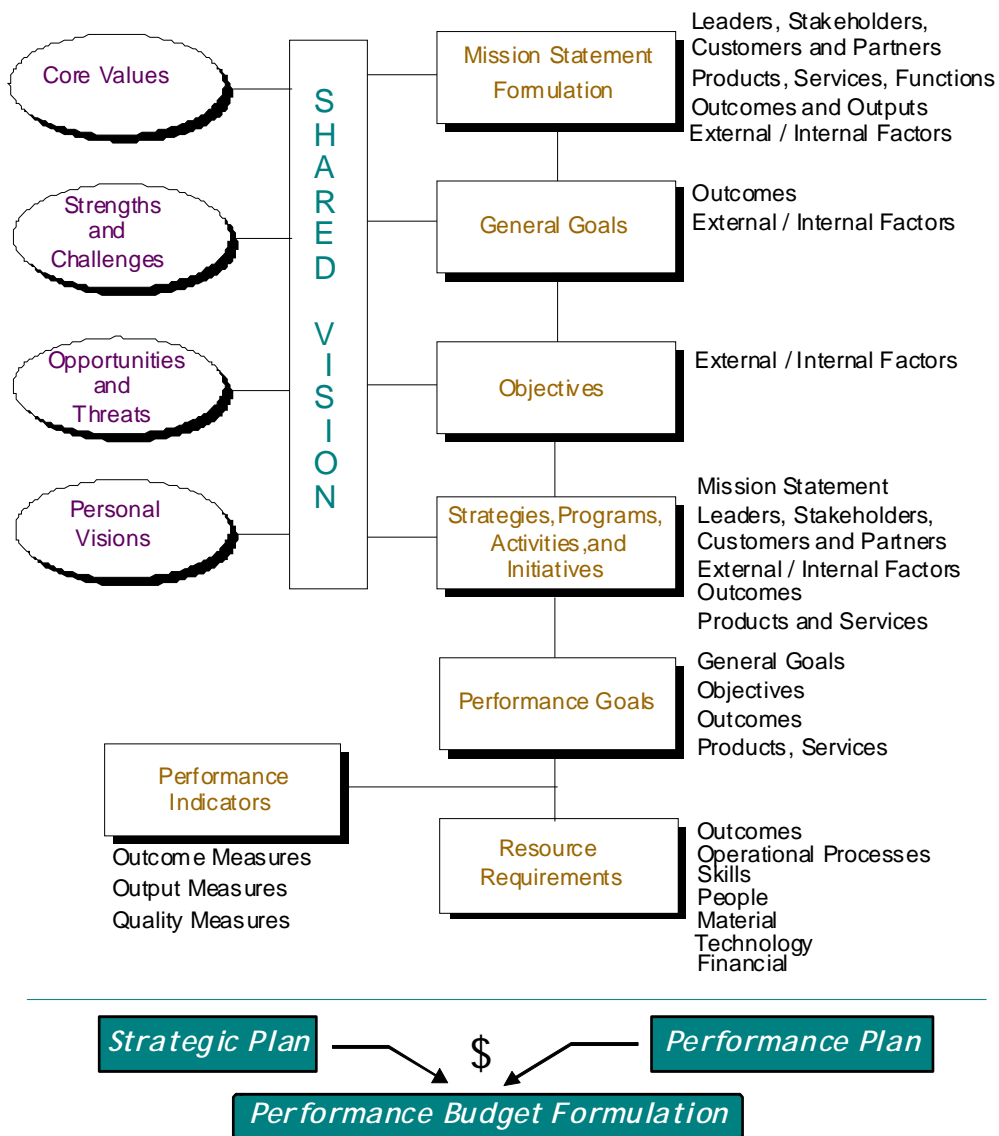 Core Values
Strengths
and
Challenges
Opportunities
and
Threats
Personal
Visions
SHARED VISION
Mission Statement
Formulation
Leaders, Stakeholders,
Customers and Partners
Products, Services, Functions
Outcomes and Outputs
External / Internal Factors
General Goals
Outcomes
External / Internal Factors
Objectives
External / Internal Factors
Strategies,Programs,
Activities,and
Initiatives
Mission Statement
Leaders, Stakeholders,
Customers and Partners
External / Internal Factors
Outcomes
Products and Services
Performance Goals
General Goals
Objectives
Outcomes
Products, Services
Performance
Indicators
Outcome Measures
Output Measures
Quality Measures
Resource
Requirements
Outcomes
Operational Processes
Skills
People
Material
Technology
Financial
Strategic Plan
$
Performance Plan
Performance Budget Formulation